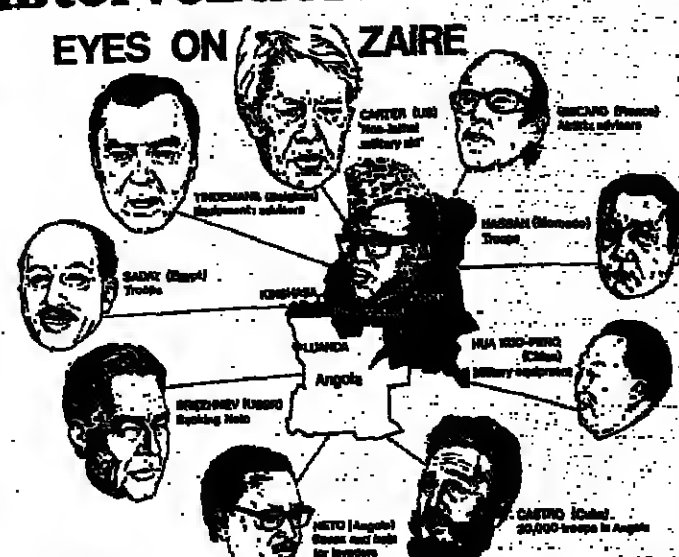 EYES ON ZAIRE
CARTER (US)
'Non-lethal
military aid'
GISCARD (France)
Airlift; advisers
TINDEMANS (Belgium)
Equipment; advisers
HASSAN (Morocco)
Troops
SADAT (Egypt)
Troops
KINSHASA
LUANDA
Angola
HUA KUO-FENG
(China)
Military equipment
BREZHNEV (USSR)
Backing Neto
NETO (Angola)
Bases and help
for invaders
CASTRO (Cuba)
20,000 troops in Angola